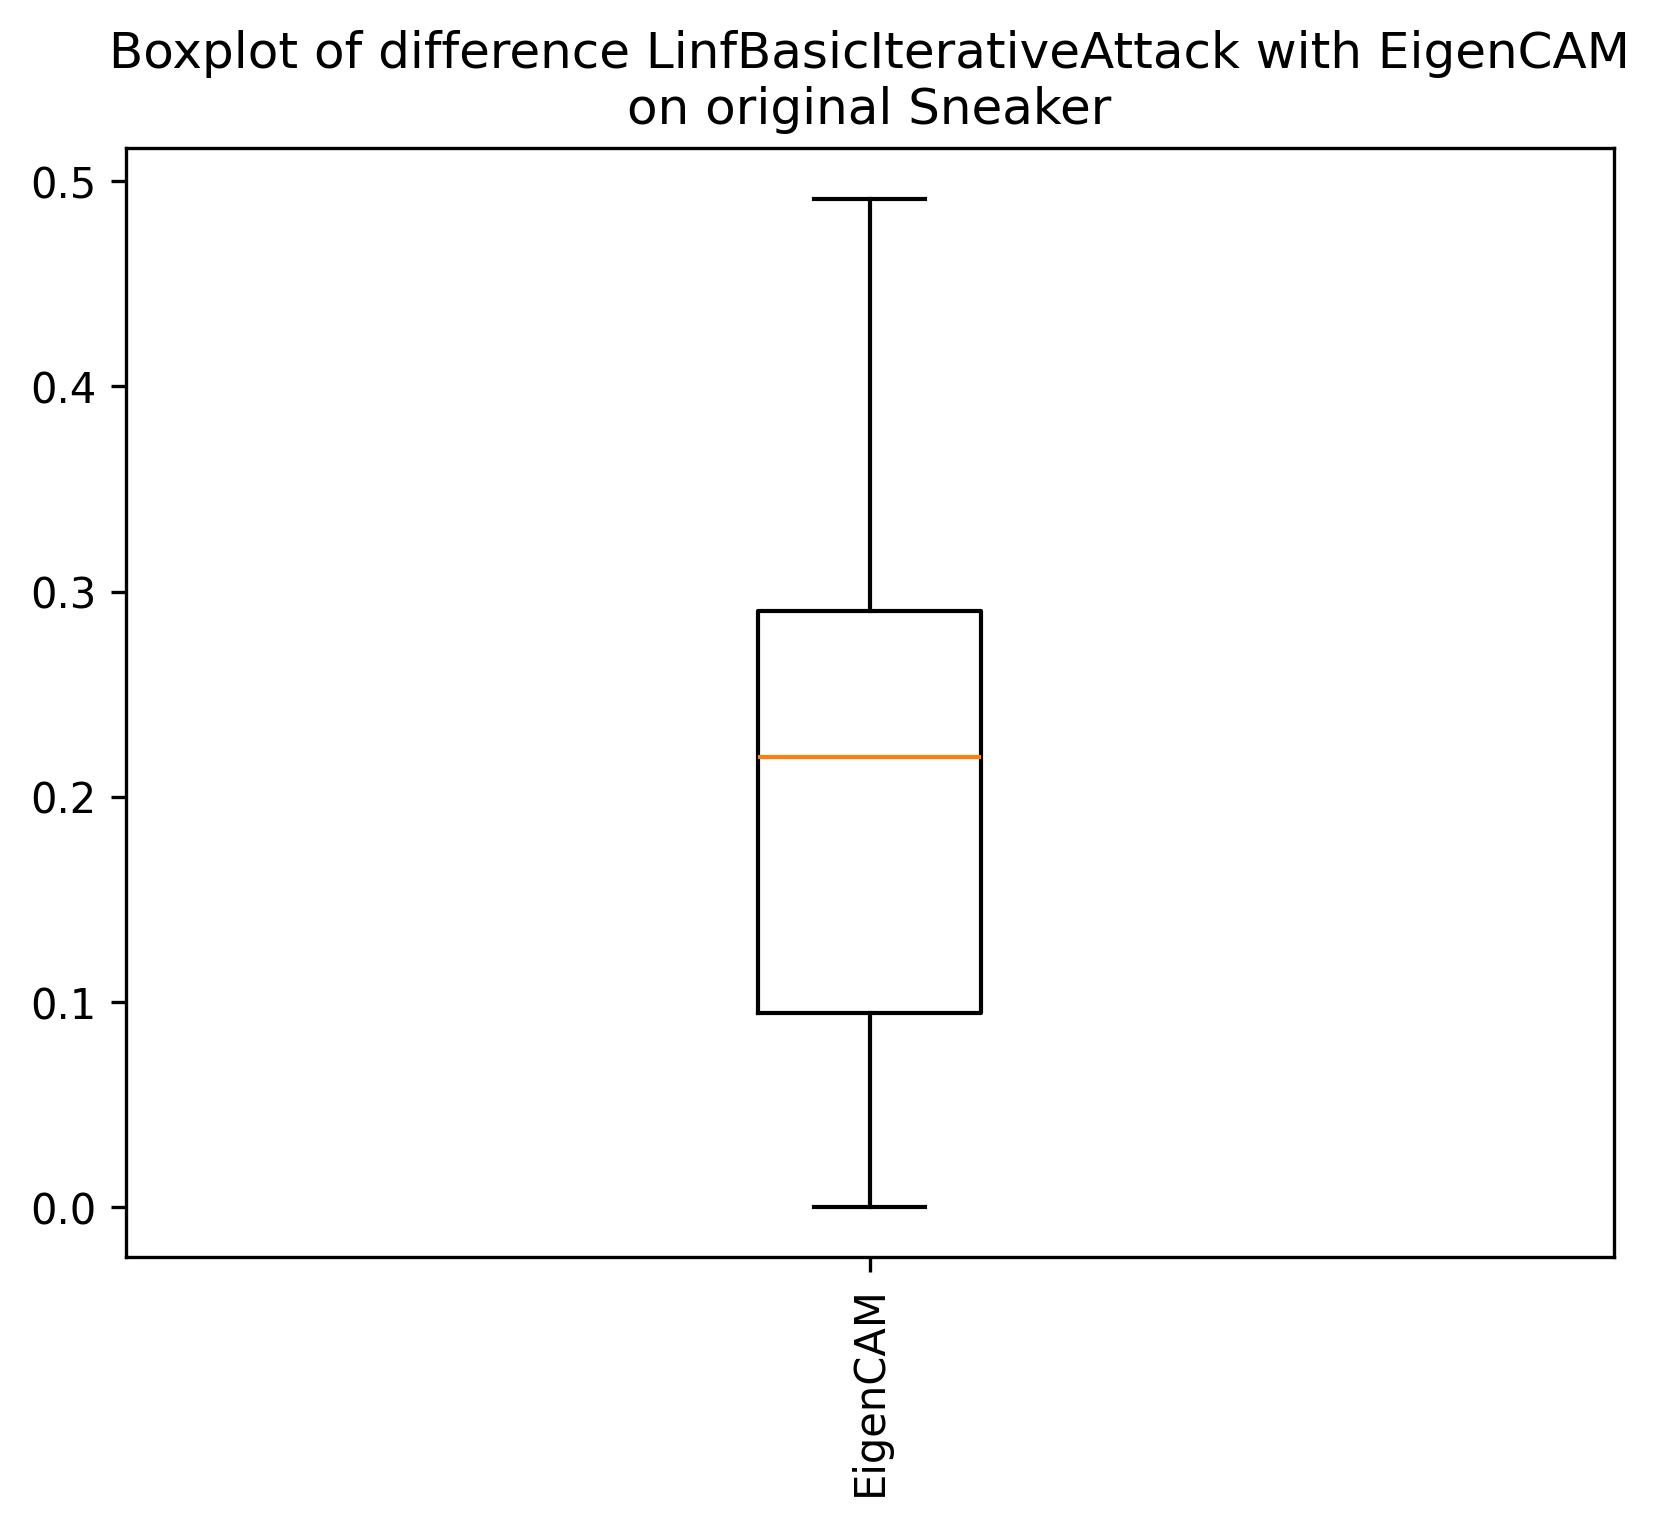 Boxplot of difference LinfBasicIterativeAttack with EigenCAM
on original Sneaker
0.5
0.4
0.3
0.2
0.1
0.0
EigenCAM